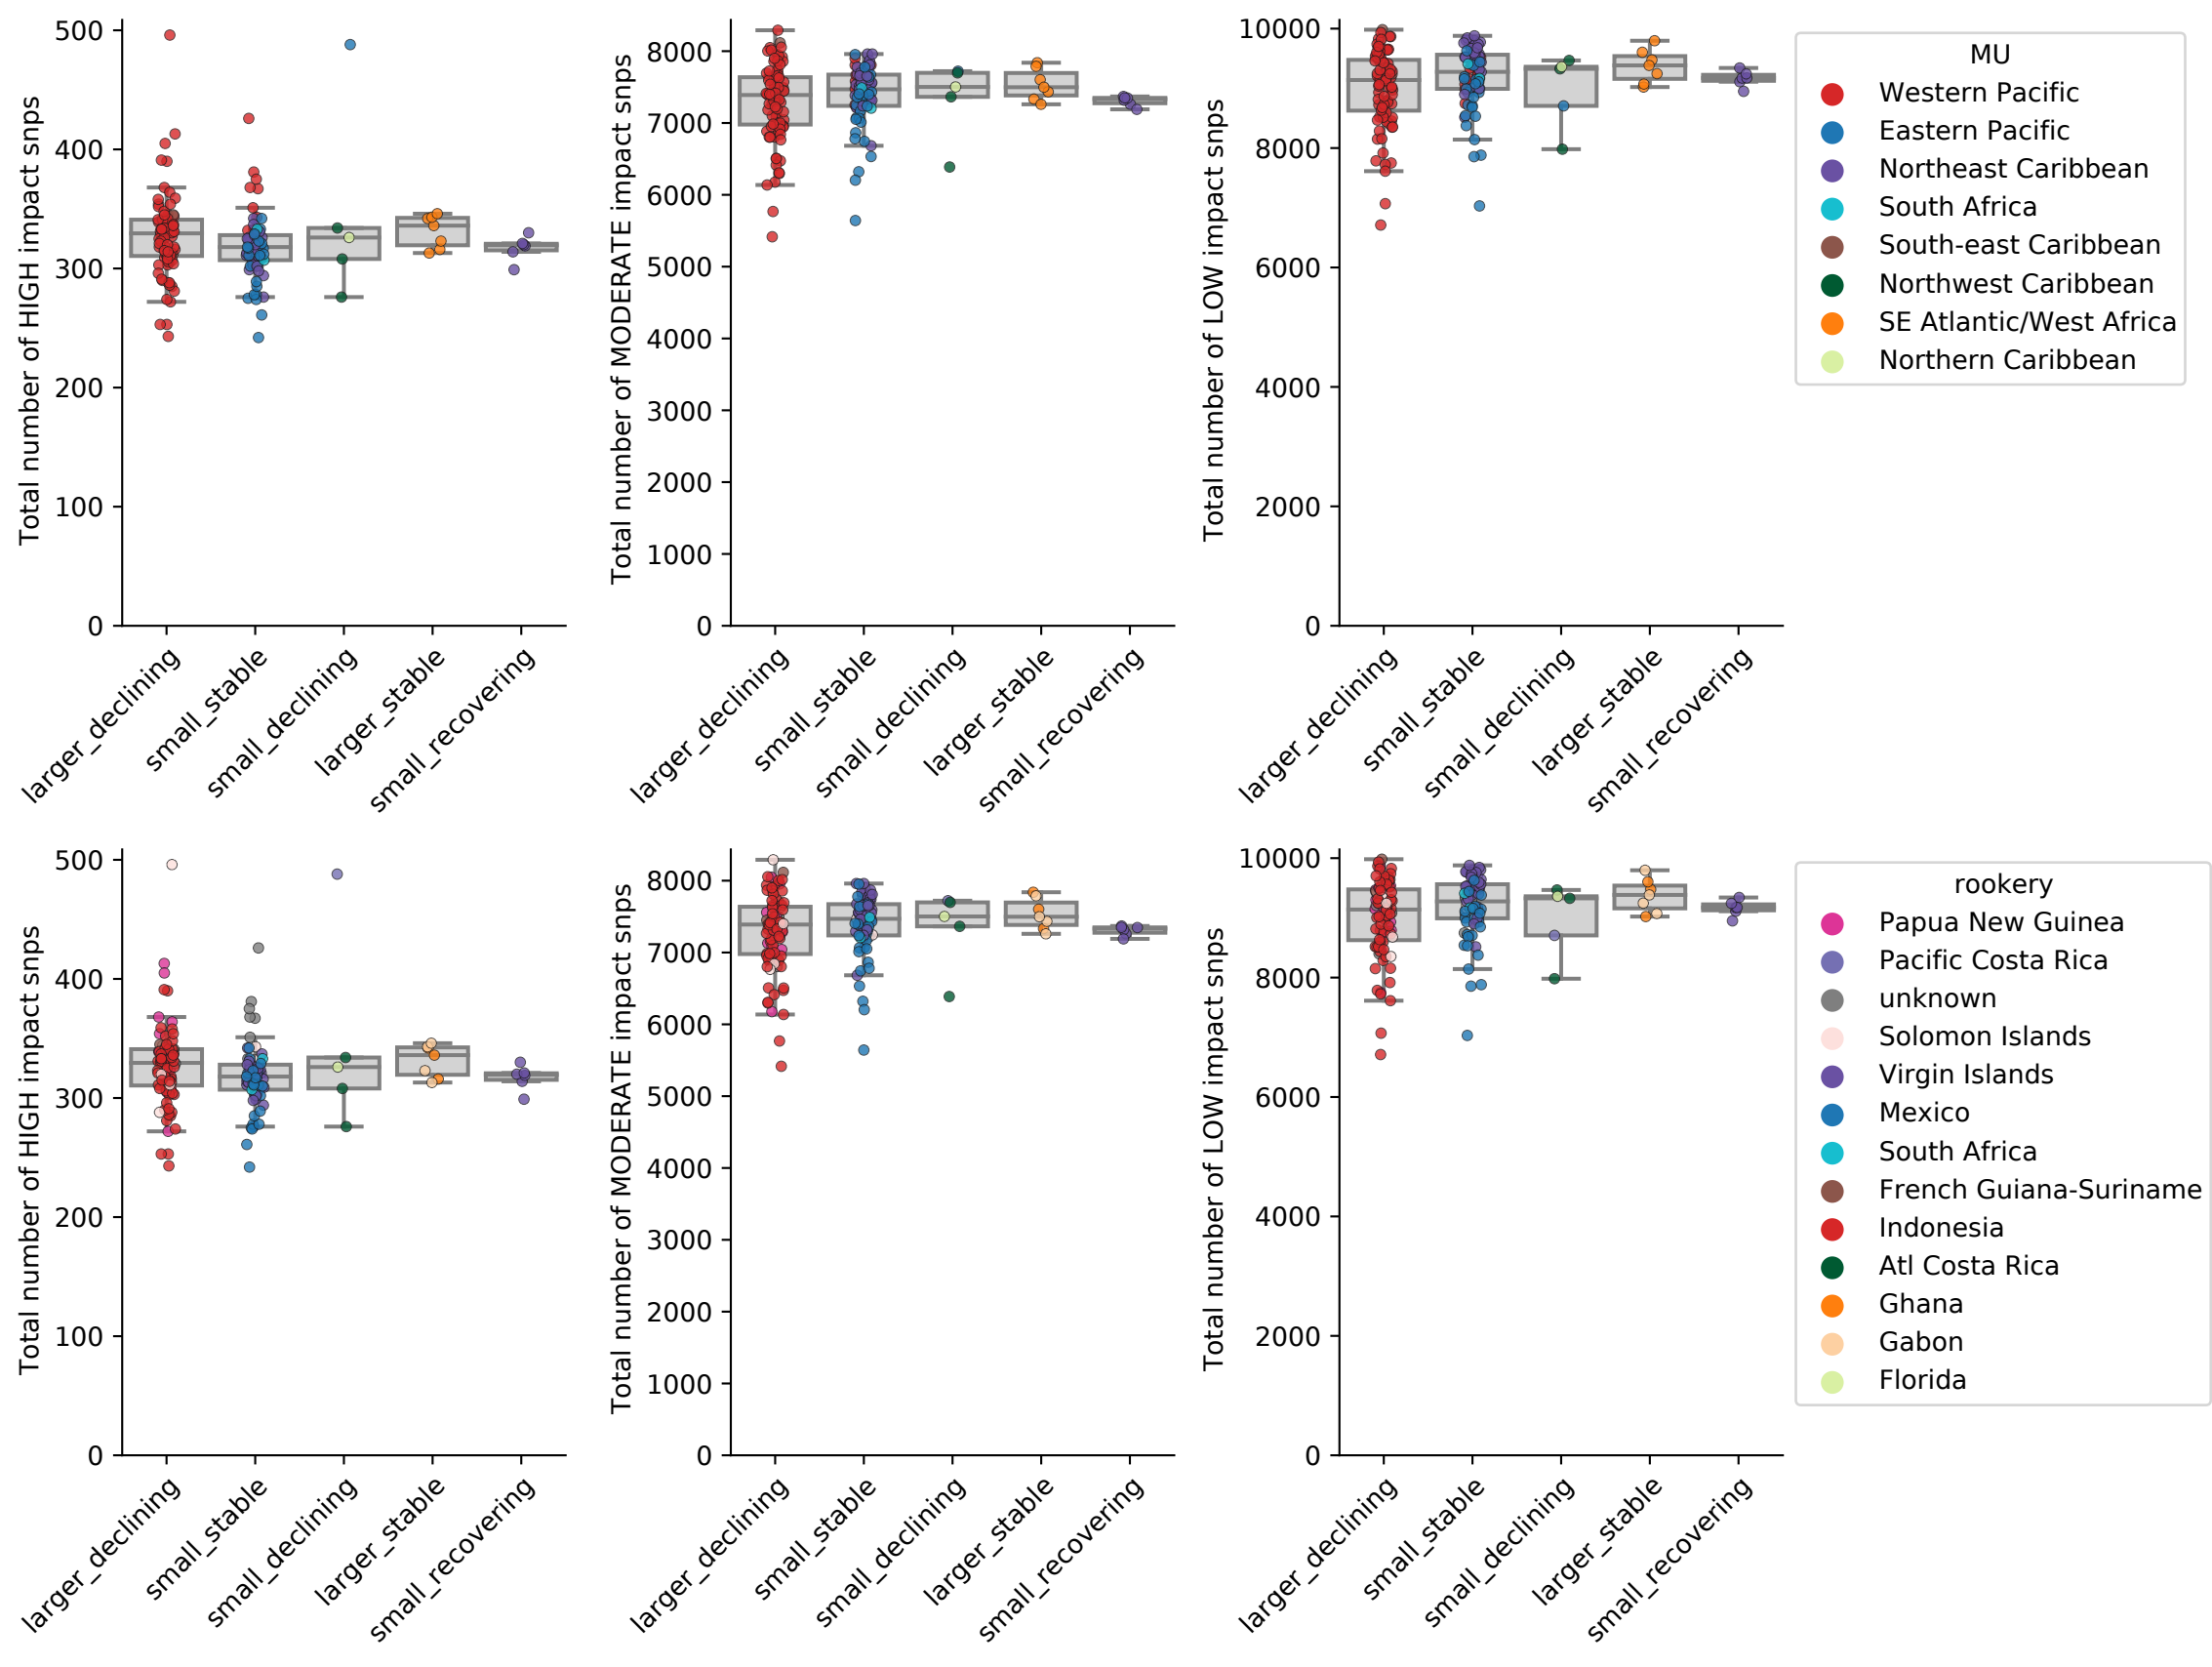 Total number of HIGH impact snps
500
400
300
200
100
0
larger_declining
small_stable
small_declining
larger_stable
small_recovering
Total number of MODERATE impact snps
8000
7000
6000
5000
4000
3000
2000
1000
0
larger_declining
small_stable
small_declining
larger_stable
small_recovering
Total number of LOW impact snps
10000
8000
6000
4000
2000
0
larger_declining
small_stable
small_declining
larger_stable
small_recovering
MU
Western Pacific
Eastern Pacific
Northeast Caribbean
South Africa
South-east Caribbean
Northwest Caribbean
SE Atlantic/West Africa
Northern Caribbean
Total number of HIGH impact snps
500
400
300
200
100
0
larger_declining
small_stable
small_declining
larger_stable
small_recovering
Total number of MODERATE impact snps
8000
7000
6000
5000
4000
3000
2000
1000
0
larger_declining
small_stable
small_declining
larger_stable
small_recovering
Total number of LOW impact snps
10000
8000
6000
4000
2000
0
larger_declining
small_stable
small_declining
larger_stable
small_recovering
rookery
Papua New Guinea
Pacific Costa Rica
unknown
Solomon Islands
Virgin Islands
Mexico
South Africa
French Guiana-Suriname
Indonesia
Atl Costa Rica
Ghana
Gabon
Florida